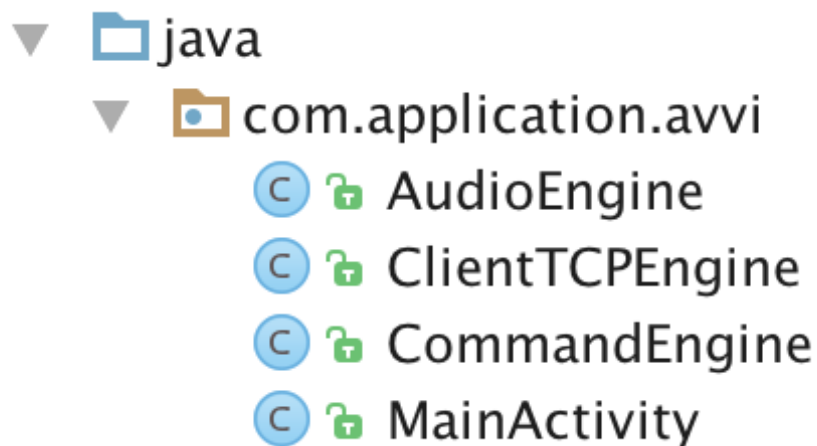 java
com.application.avvi
C AudioEngine
C ClientTCPEngine
C CommandEngine
C MainActivity